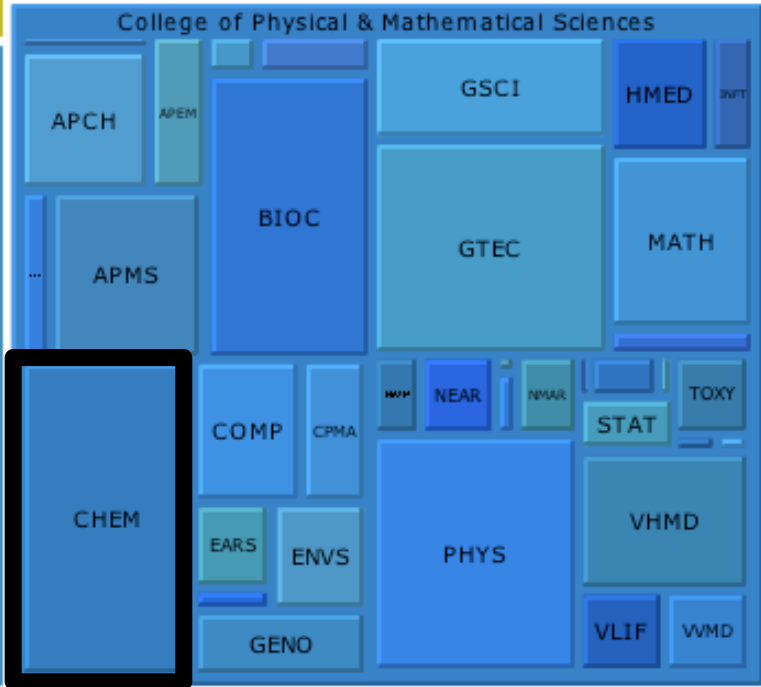 College of Physical & Mathematical Sciences
APCH
APEM
BIOC
GSCI
HMED
INFT
...
APMS
GTEC
MATH
CHEM
COMP
CPMA
NEAR
NMAR
STAT
TOXY
EARS
ENVS
PHYS
VHMD
GENO
VLIF
VVMD